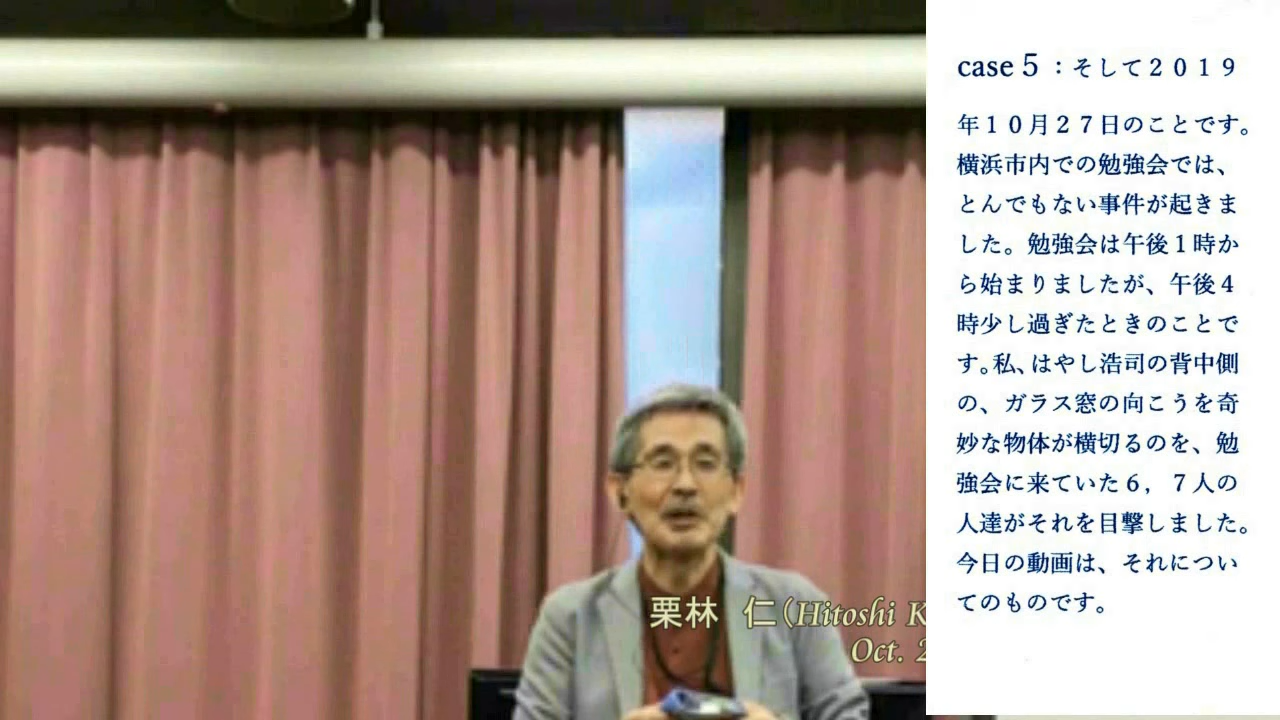 case５：そして２０１９
年１０月２７日のことです。
横浜市内での勉強会では、
とんでもない事件が起きま
した。勉強会は午後１時か
ら始まりましたが、午後４
時少し過ぎたときのことで
す。私、はやし浩司の背中側
の、ガラス窓の向こうを奇
妙な物体が横切るのを、勉
強会に来ていた６，７人の
人達がそれを目撃しました。
今日の動画は、それについ
てのものです。
栗林　仁（Hitoshi K
Oct. 2